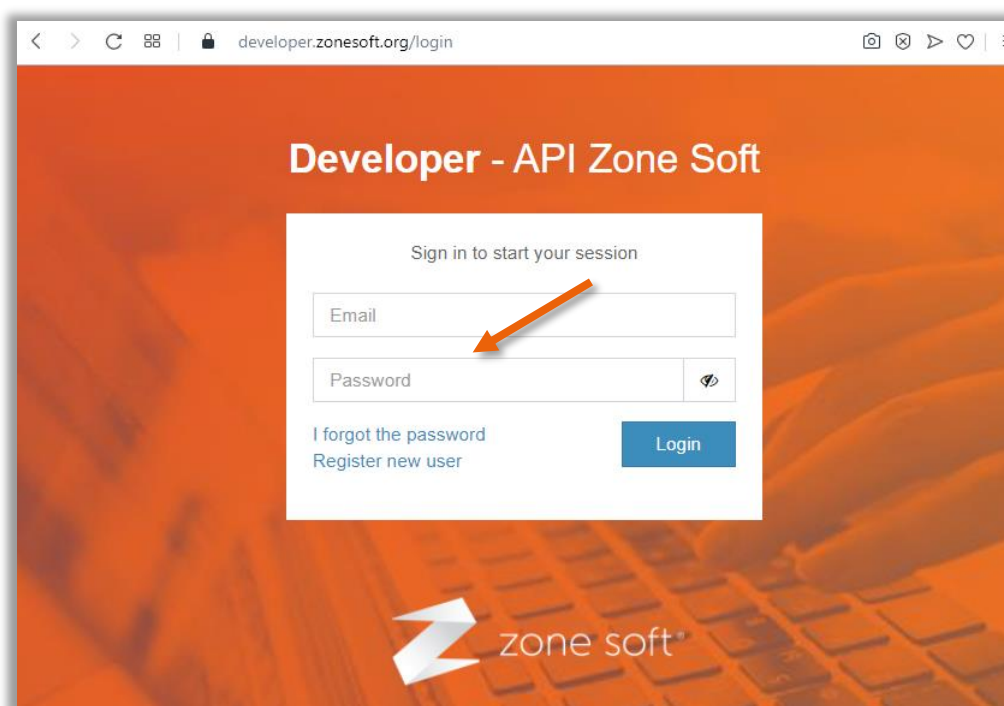 developer.zonesoft.org/login
Developer - API Zone Soft
Sign in to start your session
Email
Password
I forgot the password
Login
Register new user
zone soft